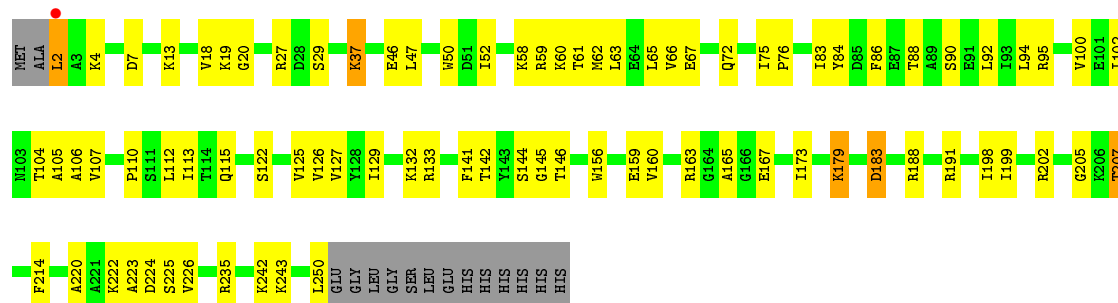 MET ALA L2 A3 K4 D7 K13 V18 K19 G20 R27 D28 S29 K37 E46 L47 W50 D51 I52 K58 R59 K60 T61 M62 L63 E64 L65 V66 E67 Q72 I75 P76 I83 Y84 D85 F86 E87 T88 A89 S90 E91 L92 I93 L94 R95 V100 E101 I102
N103 T104 A105 A106 V107 P110 S111 L112 I113 T114 Q115 S122 V125 V126 V127 Y128 I129 K132 R133 F141 T142 Y143 S144 G145 T146 W156 E159 V160 R163 G164 A165 G166 E167 I173 K179 D183 R188 R191 I198 I199 R202 G205 K206 T207
F214 A220 A221 K222 A223 D224 S225 V226 R235 K242 K243 L250 GLU GLY LEU GLY SER LEU GLU HIS HIS HIS HIS HIS HIS